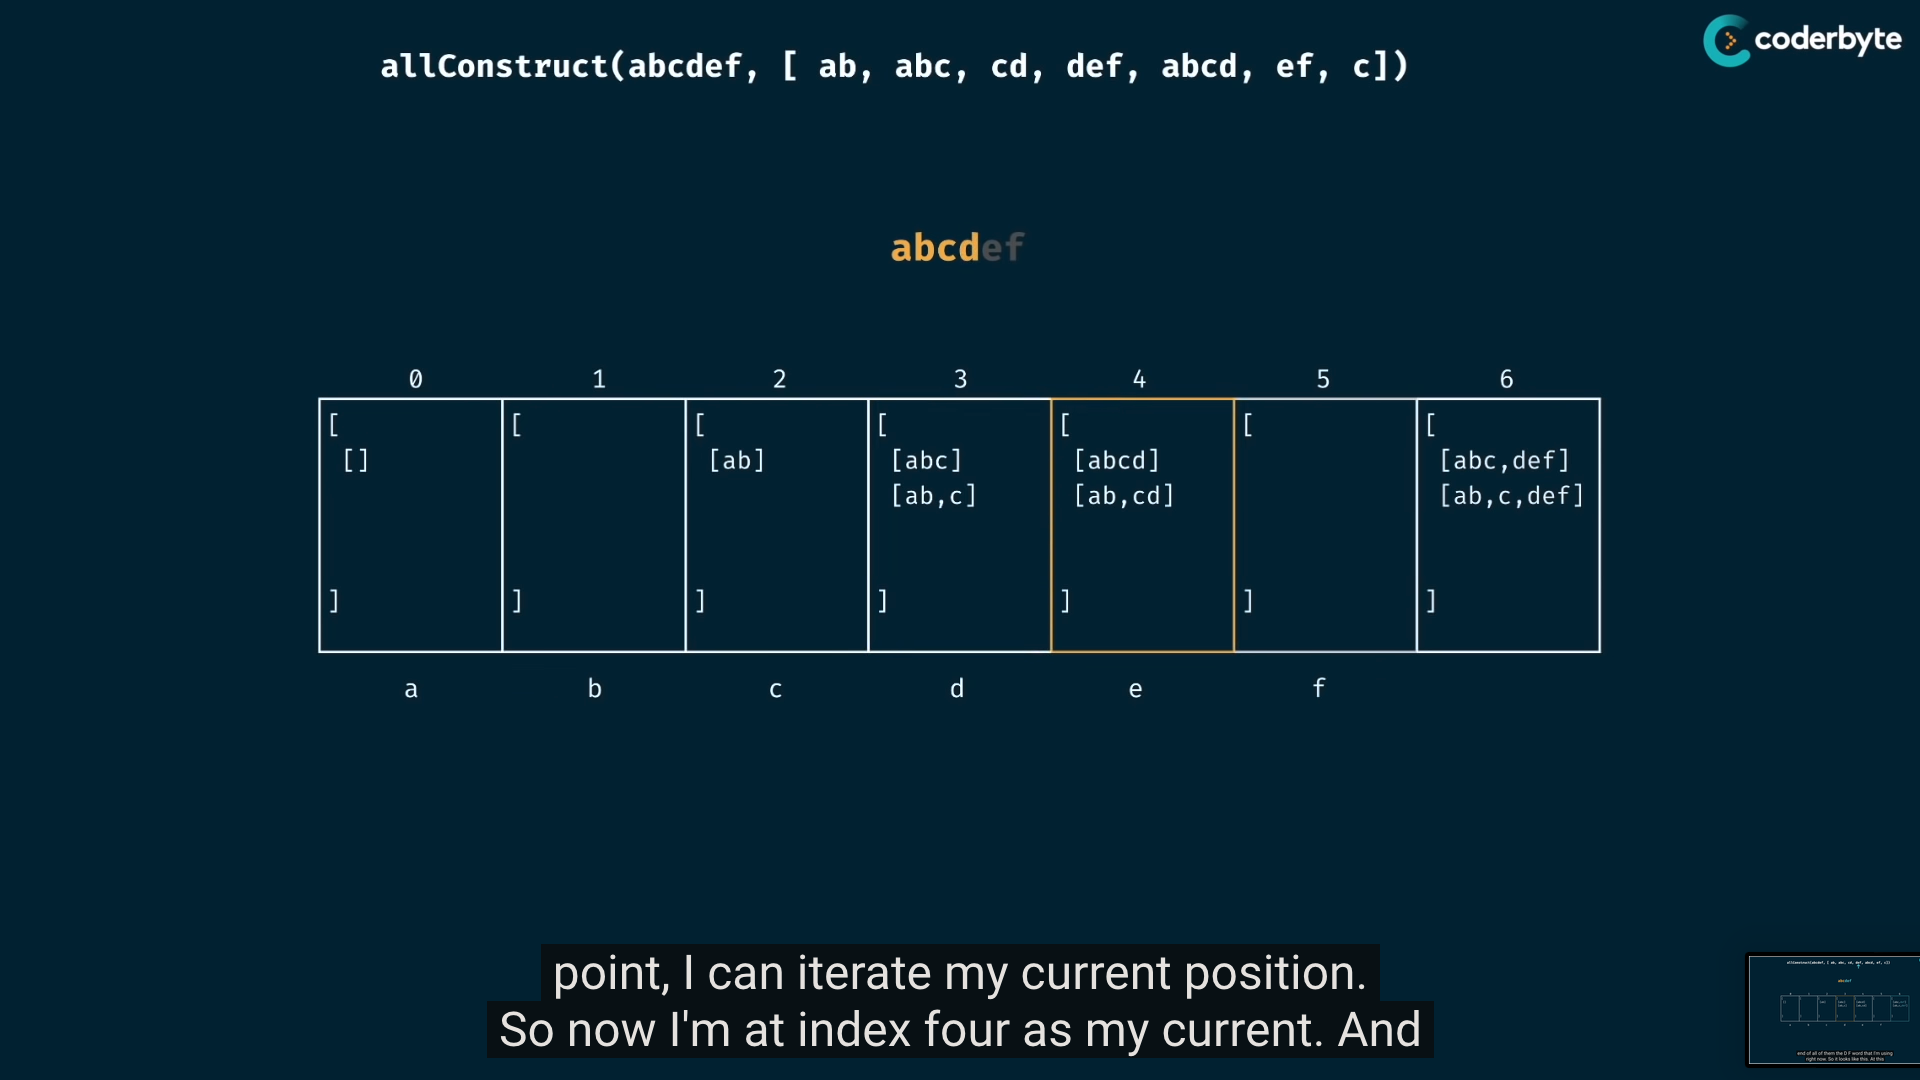 coderbyte
allConstruct(abcdef, [ ab, abc, cd, def, abcd, ef, c])
abcdef
0 1 2 3 4 5 6
[ [ [ [ [ [ [
[] [ab] [abc] [abcd] [abc,def]
[ab,c] [ab,cd] [ab,c,def]
] ] ] ] ] ] ]
a b c d e f
point, I can iterate my current position.
So now I'm at index four as my current. And